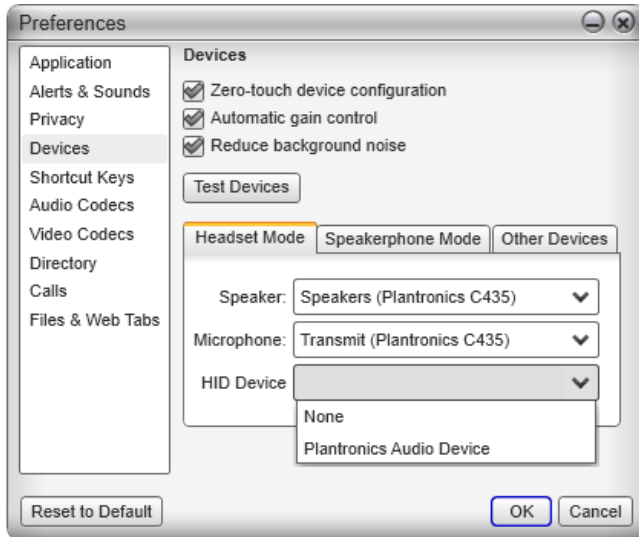 Preferences
Application
Alerts & Sounds
Privacy
Devices
Shortcut Keys
Audio Codecs
Video Codecs
Directory
Calls
Files & Web Tabs
Devices
Zero-touch device configuration
Automatic gain control
Reduce background noise
Test Devices
Headset Mode Speakerphone Mode Other Devices
Speaker: Speakers (Plantronics C435)
Microphone: Transmit (Plantronics C435)
HID Device
None
Plantronics Audio Device
Reset to Default OK Cancel